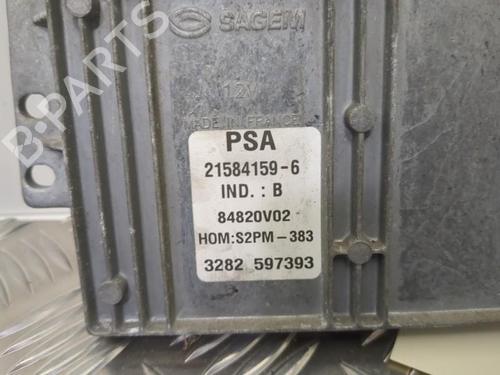 SAGEM
12V
MADE IN FRANCE
B-PARTS
PSA
21584159-6
IND. : B
84820V02
HOM:S2PM-383
3282 597393